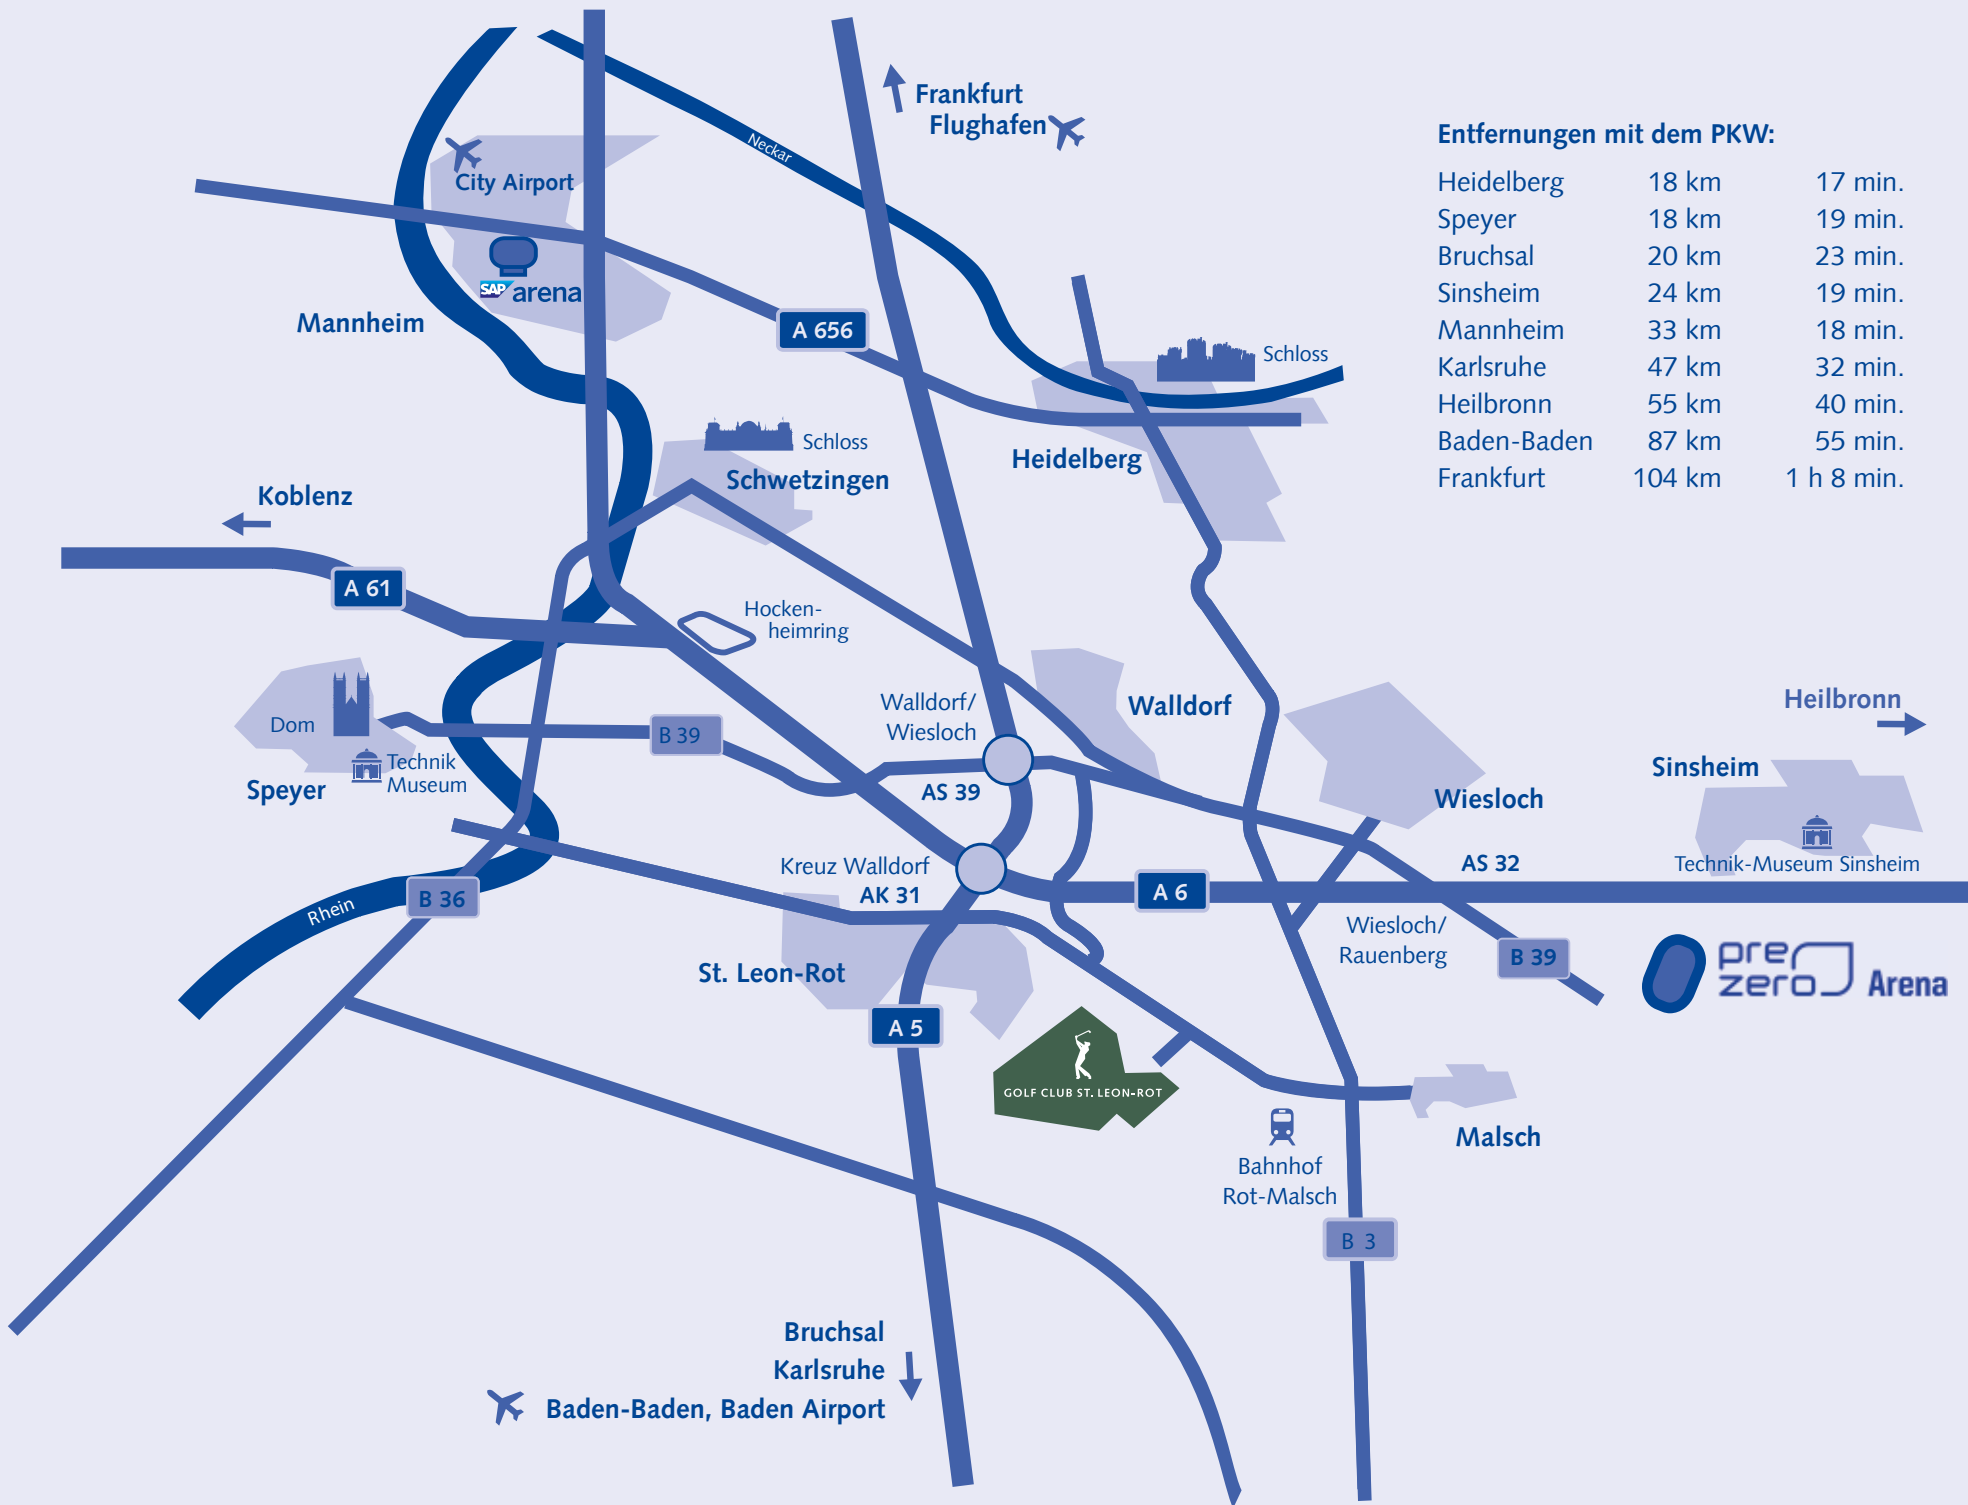 Frankfurt
Flughafen
Neckar
City Airport
SAP arena
Mannheim
A 656
Schloss
Heidelberg
Schloss
Schwetzingen
Koblenz
A 61
Hocken-
heimring
Dom
Technik
Museum
Speyer
B 39
Walldorf/
Wiesloch
AS 39
Walldorf
Wiesloch
Heilbronn
Sinsheim
Technik-Museum Sinsheim
Kreuz Walldorf
AK 31
A 6
AS 32
Wiesloch/
Rauenberg
B 39
pre
zero Arena
Rhein
B 36
St. Leon-Rot
A 5
GOLF CLUB ST. LEON-ROT
Malsch
Bahnhof
Rot-Malsch
B 3
Bruchsal
Karlsruhe
Baden-Baden, Baden Airport
Entfernungen mit dem PKW:
Heidelberg 18 km 17 min.
Speyer 18 km 19 min.
Bruchsal 20 km 23 min.
Sinsheim 24 km 19 min.
Mannheim 33 km 18 min.
Karlsruhe 47 km 32 min.
Heilbronn 55 km 40 min.
Baden-Baden 87 km 55 min.
Frankfurt 104 km 1 h 8 min.